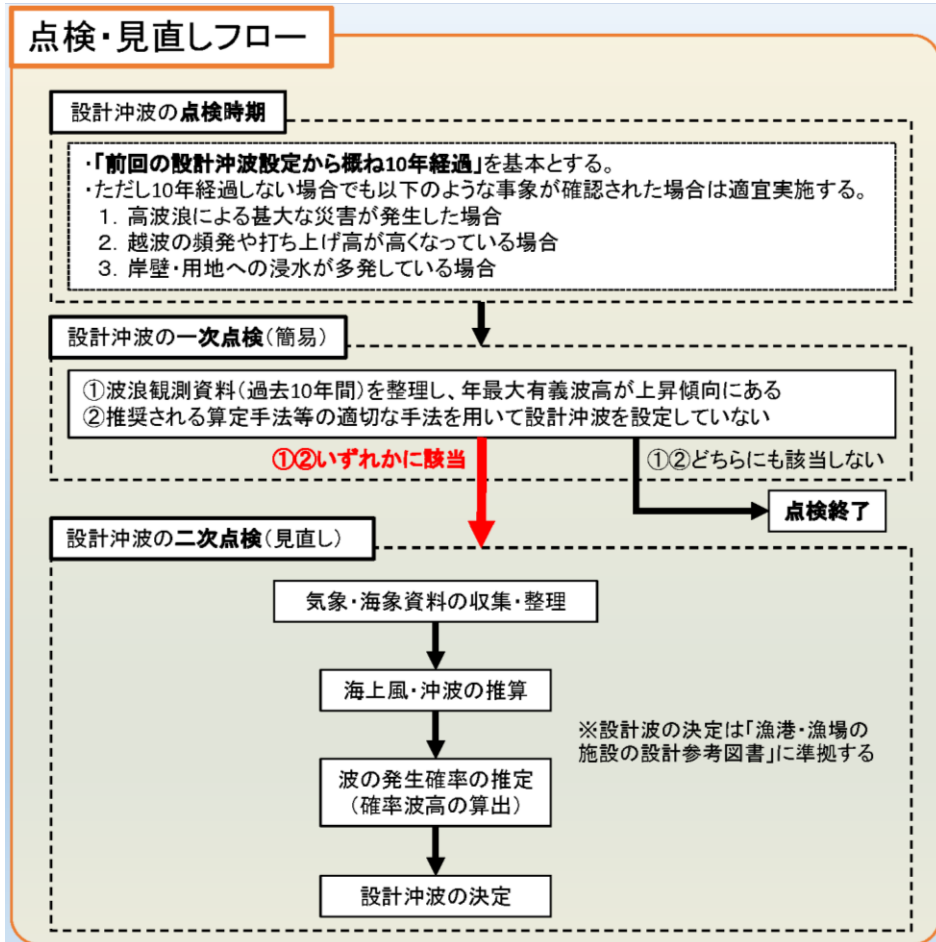 点検・見直しフロー
設計沖波の点検時期
・「前回の設計沖波設定から概ね10年経過」を基本とする。
・ただし10年経過しない場合でも以下のような事象が確認された場合は適宜実施する。
1. 高波浪による甚大な災害が発生した場合
2. 越波の頻発や打ち上げ高が高くなっている場合
3. 岸壁・用地への浸水が多発している場合
設計沖波の一次点検(簡易)
①波浪観測資料(過去10年間)を整理し、年最大有義波高が上昇傾向にある
②推奨される算定手法等の適切な手法を用いて設計沖波を設定していない
①②いずれかに該当
①②どちらにも該当しない
点検終了
設計沖波の二次点検(見直し)
気象・海象資料の収集・整理
海上風・沖波の推算
※設計波の決定は「漁港・漁場の
施設の設計参考図書」に準拠する
波の発生確率の推定
(確率波高の算出)
設計沖波の決定